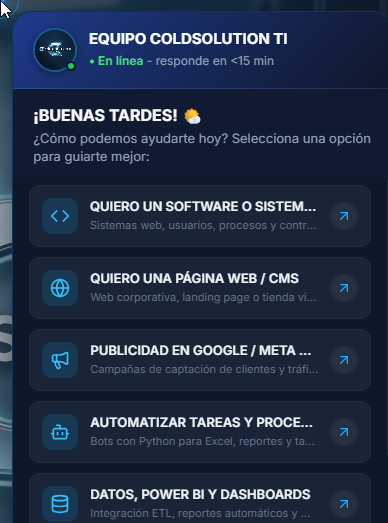 EQUIPO COLDSOLUTION TI
• En línea - responde en <15 min
¡BUENAS TARDES! 🌤️
¿Cómo podemos ayudarte hoy? Selecciona una opción
para guiarte mejor:
QUIERO UN SOFTWARE O SISTEM...
Sistemas web, usuarios, procesos y contr...
QUIERO UNA PÁGINA WEB / CMS
Web corporativa, landing page o tienda vi...
PUBLICIDAD EN GOOGLE / META ...
Campañas de captación de clientes y tráfi...
AUTOMATIZAR TAREAS Y PROCE...
Bots con Python para Excel, reportes y ta...
DATOS, POWER BI Y DASHBOARDS
Integración ETL, reportes automáticos y ...